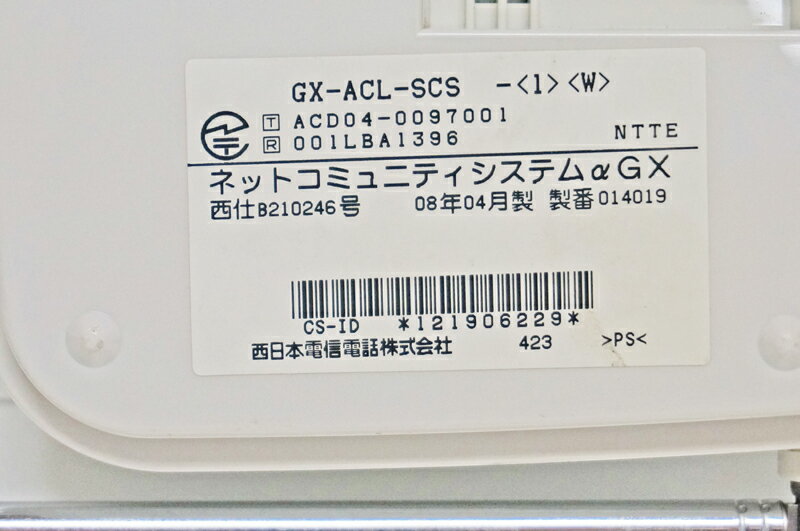 GX-ACL-SCS -<1><W>
T ACD04-0097001
R 001LBA1396
NTTE
ネットコミュニティシステムαGX
西仕B210246号 08年04月製 製番014019
CS-ID *121906229*
西日本電信電話株式会社 423 >PS<